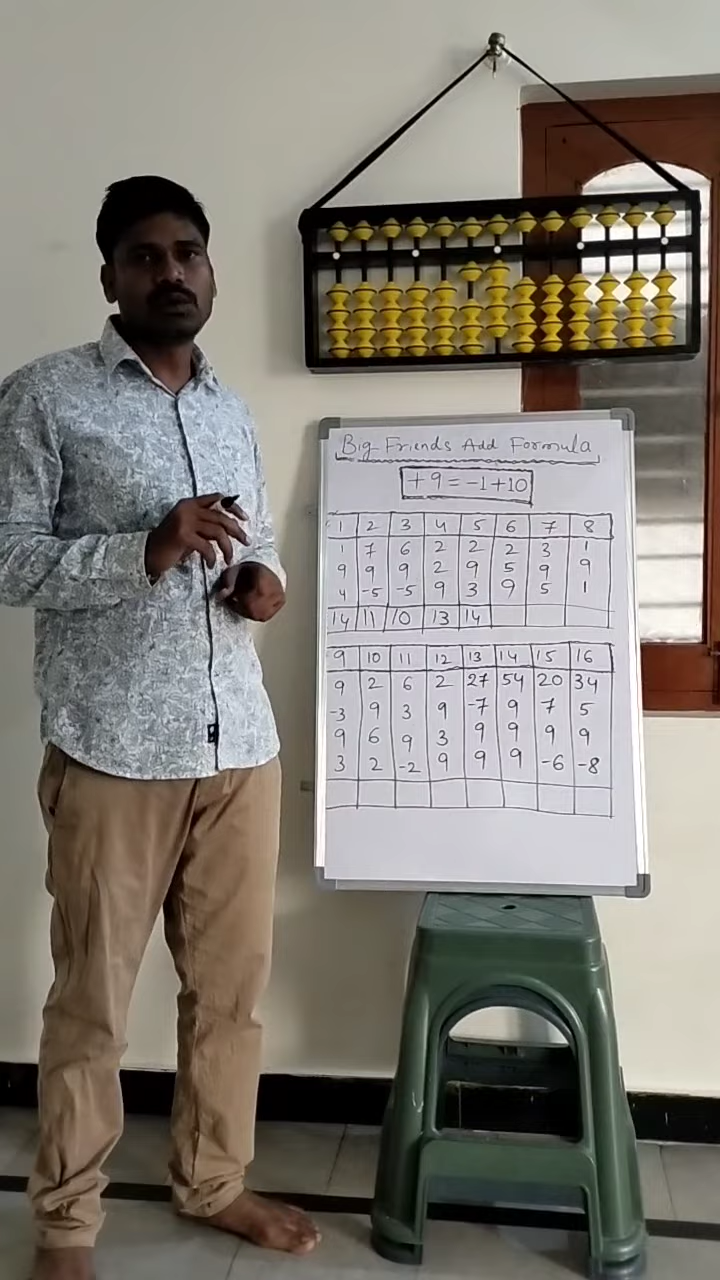 Big Friends Add Formula
+9=-1+10
1 2 3 4 5 6 7 8
1 7 6 2 2 2 3 1
9 9 9 2 9 5 9 9
4 -5 -5 9 3 9 5 1
14 11 10 13 14
9 10 11 12 13 14 15 16
9 2 6 2 27 54 20 34
-3 9 3 9 -7 9 7 5
9 6 9 3 9 9 9 9
3 2 -2 9 9 9 -6 -8